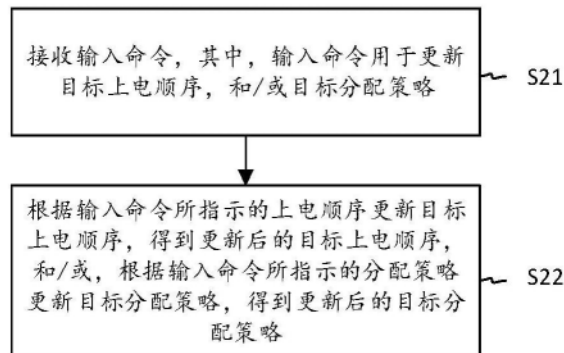 接收输入命令，其中，输入命令用于更新
目标上电顺序，和/或目标分配策略
S21
根据输入命令所指示的上电顺序更新目标
上电顺序，得到更新后的目标上电顺序，
和/或，根据输入命令所指示的分配策略
更新目标分配策略，得到更新后的目标分
配策略
S22